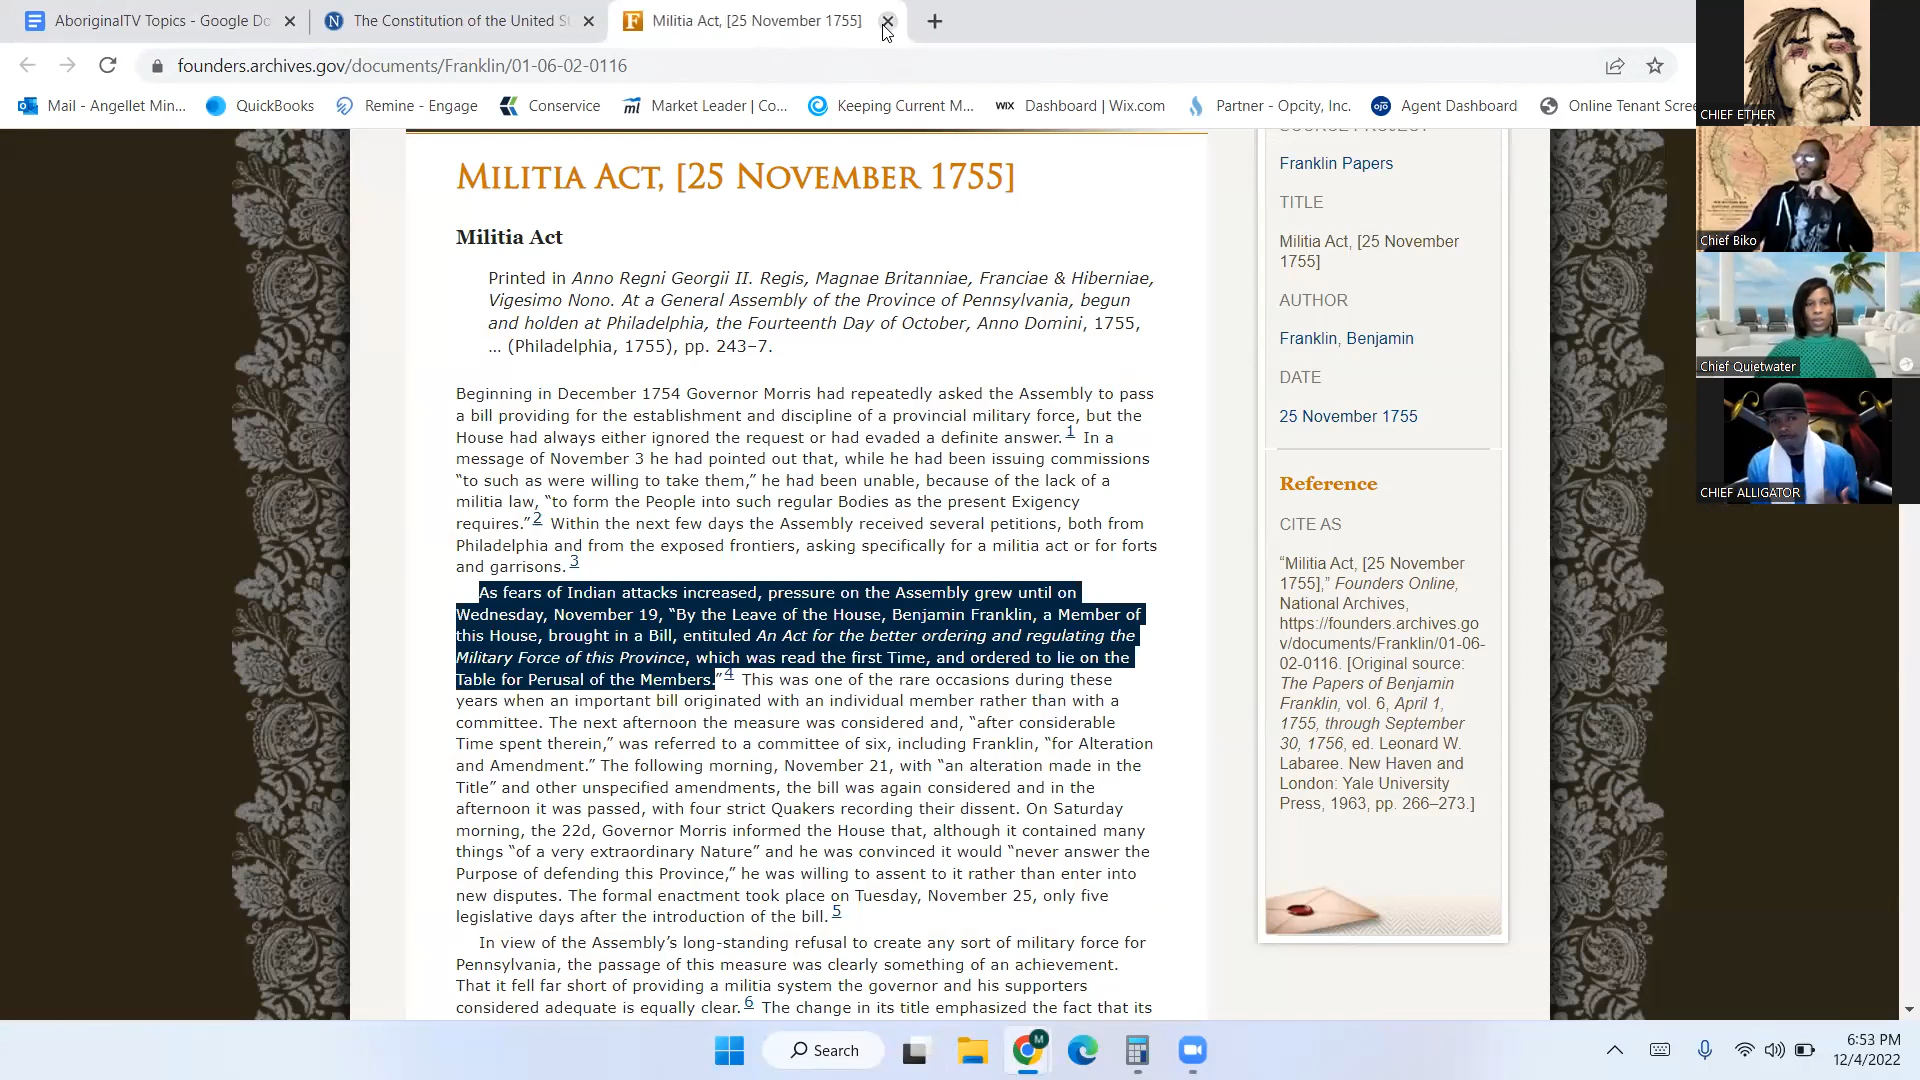 AboriginalTV Topics - Google Do
The Constitution of the United S
Militia Act, [25 November 1755]
founders.archives.gov/documents/Franklin/01-06-02-0116
Mail - Angellet Min...
QuickBooks
Remine - Engage
Conservice
Market Leader | Co...
Keeping Current M...
WIX Dashboard | Wix.com
Partner - Opcity, Inc.
Agent Dashboard
Online Tenant Scree
CHIEF ETHER
Chief Biko
Chief Quietwater
CHIEF ALLIGATOR
MILITIA ACT, [25 NOVEMBER 1755]
Militia Act
Printed in Anno Regni Georgii II. Regis, Magnae Britanniae, Franciae & Hiberniae,
Vigesimo Nono. At a General Assembly of the Province of Pennsylvania, begun
and holden at Philadelphia, the Fourteenth Day of October, Anno Domini, 1755,
... (Philadelphia, 1755), pp. 243–7.
Beginning in December 1754 Governor Morris had repeatedly asked the Assembly to pass
a bill providing for the establishment and discipline of a provincial military force, but the
House had always either ignored the request or had evaded a definite answer.1 In a
message of November 3 he had pointed out that, while he had been issuing commissions
“to such as were willing to take them,” he had been unable, because of the lack of a
militia law, “to form the People into such regular Bodies as the present Exigency
requires.”2 Within the next few days the Assembly received several petitions, both from
Philadelphia and from the exposed frontiers, asking specifically for a militia act or for forts
and garrisons.3
As fears of Indian attacks increased, pressure on the Assembly grew until on
Wednesday, November 19, “By the Leave of the House, Benjamin Franklin, a Member of
this House, brought in a Bill, entituled An Act for the better ordering and regulating the
Military Force of this Province, which was read the first Time, and ordered to lie on the
Table for Perusal of the Members.”4 This was one of the rare occasions during these
years when an important bill originated with an individual member rather than with a
committee. The next afternoon the measure was considered and, “after considerable
Time spent therein,” was referred to a committee of six, including Franklin, “for Alteration
and Amendment.” The following morning, November 21, with “an alteration made in the
Title” and other unspecified amendments, the bill was again considered and in the
afternoon it was passed, with four strict Quakers recording their dissent. On Saturday
morning, the 22d, Governor Morris informed the House that, although it contained many
things “of a very extraordinary Nature” and he was convinced it would “never answer the
Purpose of defending this Province,” he was willing to assent to it rather than enter into
new disputes. The formal enactment took place on Tuesday, November 25, only five
legislative days after the introduction of the bill.5
In view of the Assembly’s long-standing refusal to create any sort of military force for
Pennsylvania, the passage of this measure was clearly something of an achievement.
That it fell far short of providing a militia system the governor and his supporters
considered adequate is equally clear.6 The change in its title emphasized the fact that its
SOURCE PROJECT
Franklin Papers
TITLE
Militia Act, [25 November
1755]
AUTHOR
Franklin, Benjamin
DATE
25 November 1755
Reference
CITE AS
“Militia Act, [25 November
1755],” Founders Online,
National Archives,
https://founders.archives.go
v/documents/Franklin/01-06-
02-0116. [Original source:
The Papers of Benjamin
Franklin, vol. 6, April 1,
1755, through September
30, 1756, ed. Leonard W.
Labaree. New Haven and
London: Yale University
Press, 1963, pp. 266–273.]
Search
6:53 PM
12/4/2022